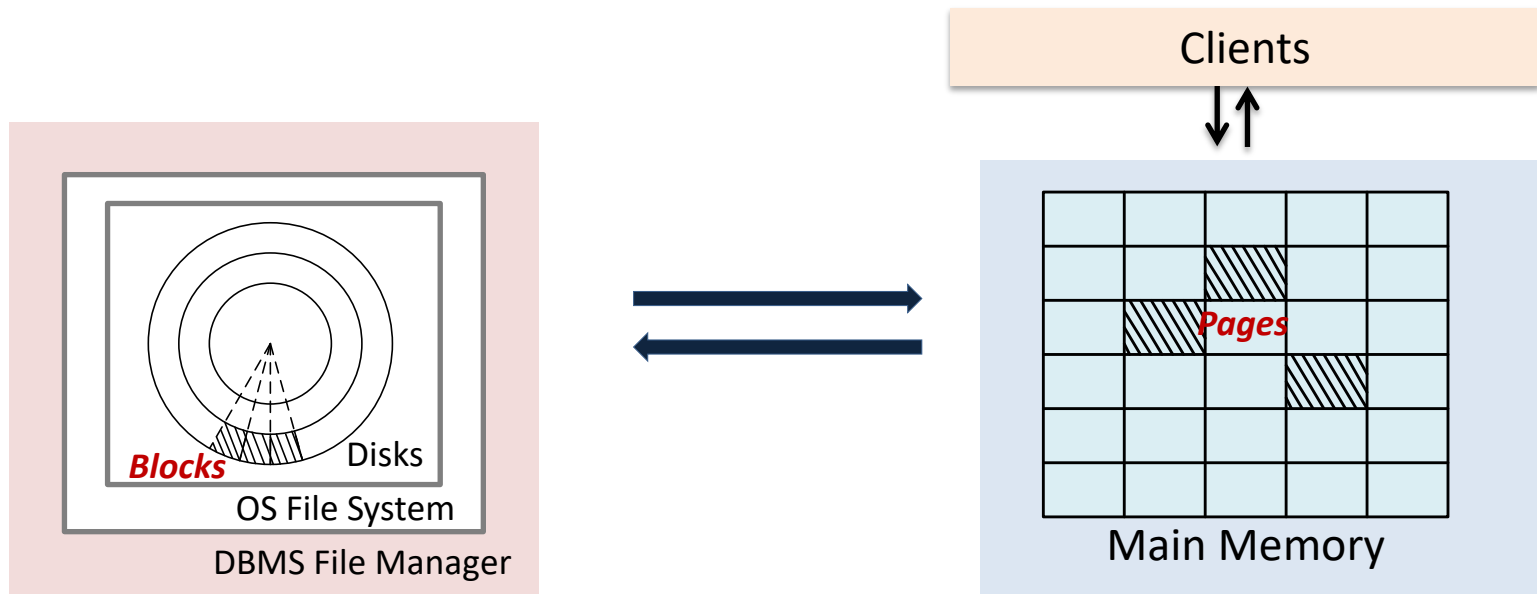 Clients
Blocks
Disks
OS File System
DBMS File Manager
Pages
Main Memory